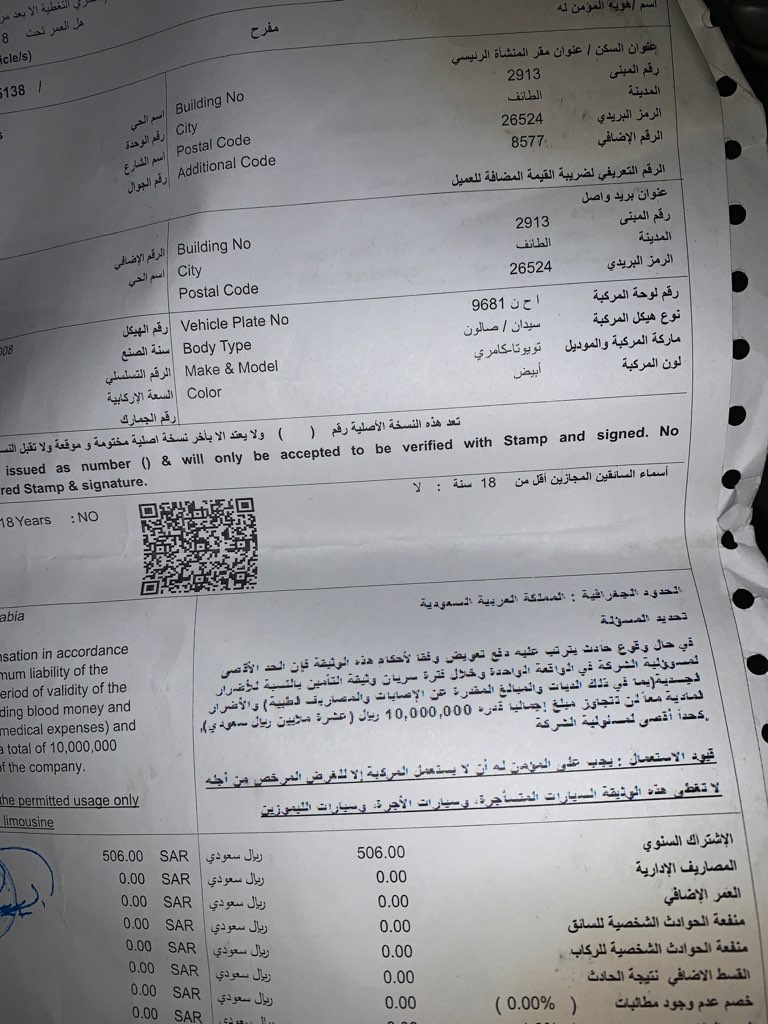 هل العمر تحت 8
اسم /هوية المؤمن له
مفرح
icle/s)
عنوان السكن / عنوان مقر المنشأة الرئيسي
5138 /
رقم المبنى 2913 Building No اسم الحي
المدينة الطائف City رقم الوحدة
الرمز البريدي 26524 Postal Code اسم الشارع
الرقم الإضافي 8577 Additional Code رقم الجوال
الرقم التعريفي لضريبة القيمة المضافة للعميل
عنوان بريد واصل
رقم المبنى 2913 Building No الرقم الإضافي
المدينة الطائف City اسم الحي
الرمز البريدي 26524 Postal Code
رقم لوحة المركبة ا ح ن 9681 Vehicle Plate No رقم الهيكل
نوع هيكل المركبة سيدان / صالون Body Type سنة الصنع 008
ماركة المركبة والموديل تويوتا-كامري Make & Model الرقم التسلسلي
لون المركبة أبيض Color السعة الإركابية
رقم الجمارك
تعد هذه النسخة الأصلية رقم ( ) ولا يعتد الا بأخر نسخة اصلية مختومة و موقعة ولا تقبل النس
issued as number () & will only be accepted to be verified with Stamp and signed. No
red Stamp & signature.
أسماء السائقين المجازين أقل من 18 سنة : لا
18 Years : NO
الحدود الجغرافية : المملكة العربية السعودية
abia
تحديد المسؤلة
في حال وقوع حادث يترتب عليه دفع تعويض وفقا لأحكام هذه الوثيقة فإن الحد الأقصى
لمسؤولية الشركة في الواقعة الواحدة وخلال فترة سريان وثيقة التأمين بالنسبة للأضرار
الجسدية(بما في ذلك الديات والمبالغ المقدرة عن الإصابات والمصاريف الطبية) والأضرار
المادية معاً لن تتجاوز مبلغ إجماليا قدره 10,000,000 ريال (عشرة ملايين ريال سعودي)،
كحداً أقصى لمسئولية الشركة.
nsation in accordance
mum liability of the
eriod of validity of the
ding blood money and
medical expenses) and
a total of 10,000,000
of the company.
قيود الاستعمال : يجب على المؤمن له أن لا يستعمل المركبة إلا للغرض المرخص من أجله
لا تغطي هذه الوثيقة السيارات المستأجرة، وسيارات الأجرة، وسيارات الليموزين
the permitted usage only
limousine
الإشتراك السنوي 506.00 ريال سعودي SAR 506.00
المصاريف الإدارية 0.00 ريال سعودي SAR 0.00
العمر الإضافي 0.00 ريال سعودي SAR 0.00
منفعة الحوادث الشخصية للسائق 0.00 ريال سعودي SAR 0.00
منفعة الحوادث الشخصية للركاب 0.00 ريال سعودي SAR 0.00
القسط الاضافي نتيجة الحادث 0.00 ريال سعودي SAR 0.00
خصم عدم وجود مطالبات ( 0.00% ) 0.00 ريال سعودي SAR 0.00
ريال سعودي SAR 0.00